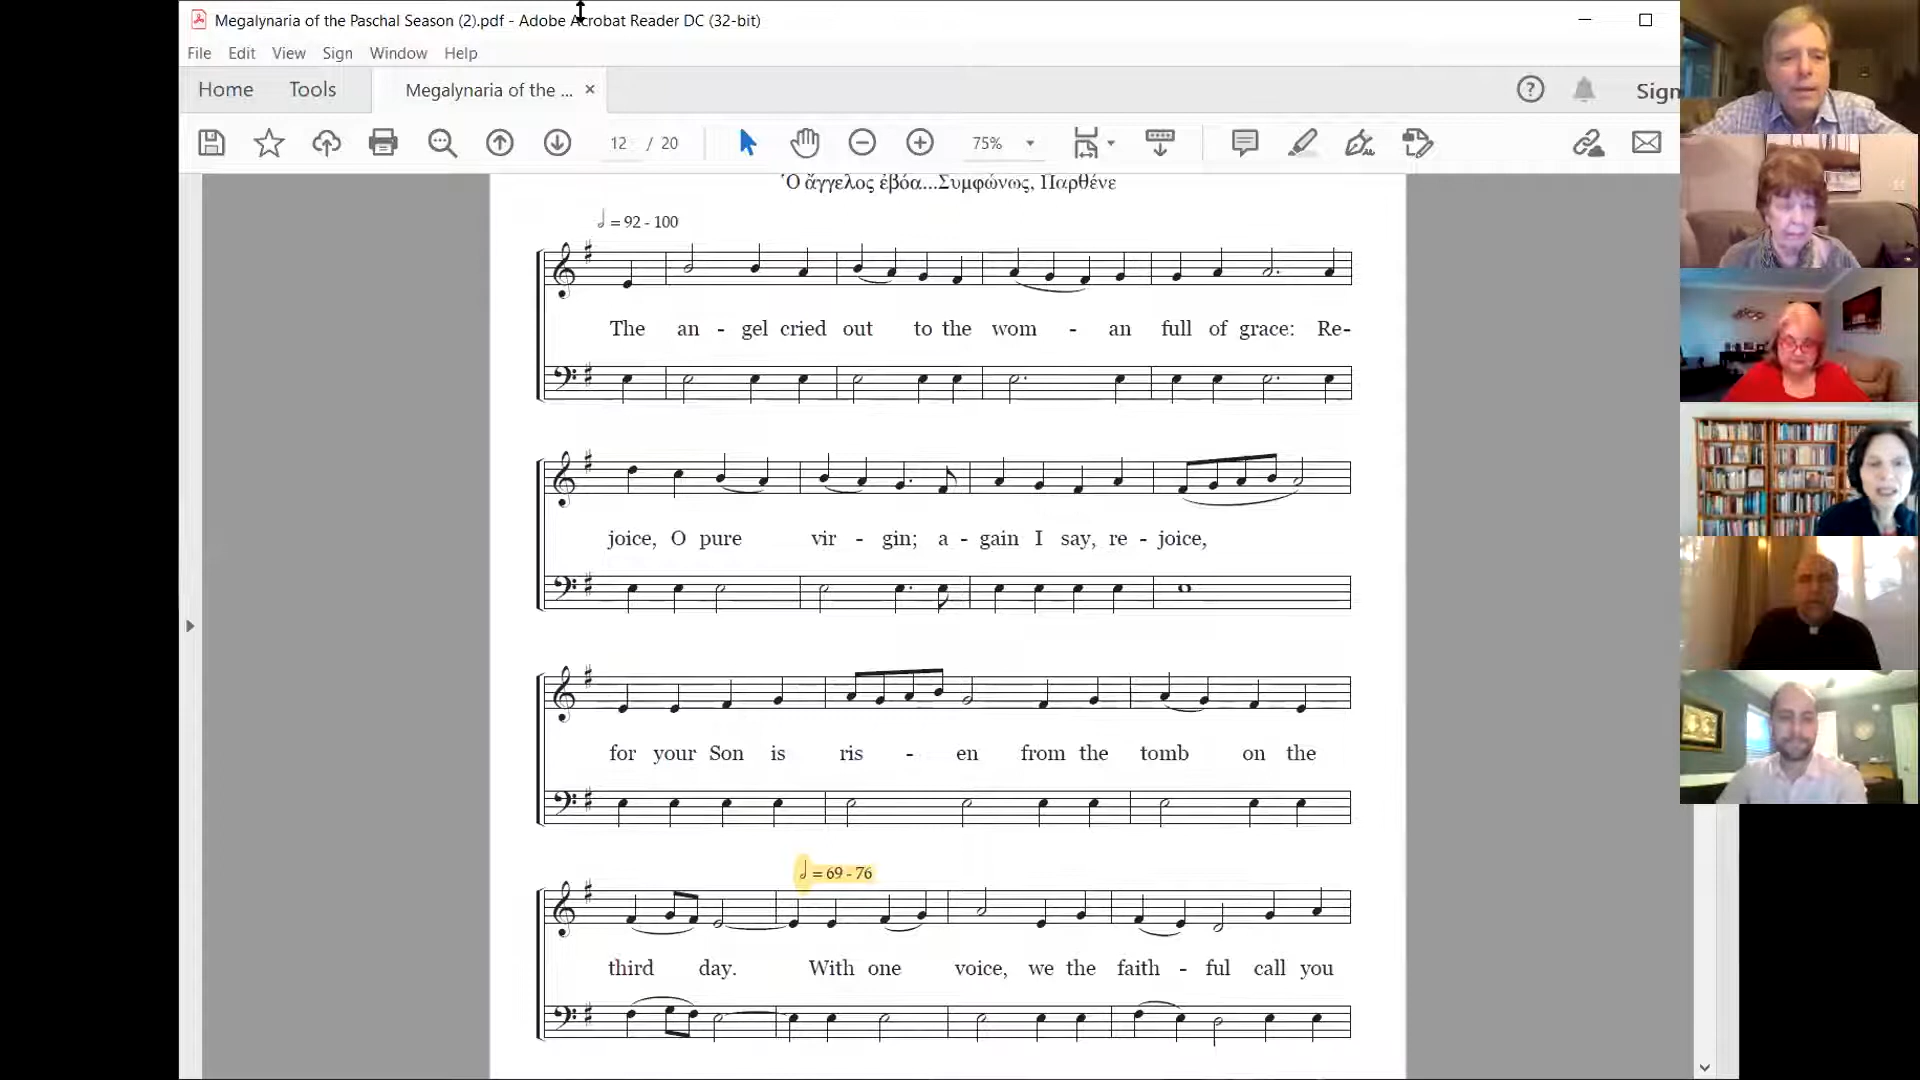 Megalynaria of the Paschal Season (2).pdf - Adobe Acrobat Reader DC (32-bit)
File Edit View Sign Window Help
Home Tools Megalynaria of the ... ×
Sign
12 / 20 75%
Ὁ ἄγγελος ἐβόα...Συμφώνως, Παρθένε
= 92 - 100
The an - gel cried out to the wom - an full of grace: Re-
joice, O pure vir - gin; a - gain I say, re - joice,
for your Son is ris - en from the tomb on the
= 69 - 76
third day. With one voice, we the faith - ful call you